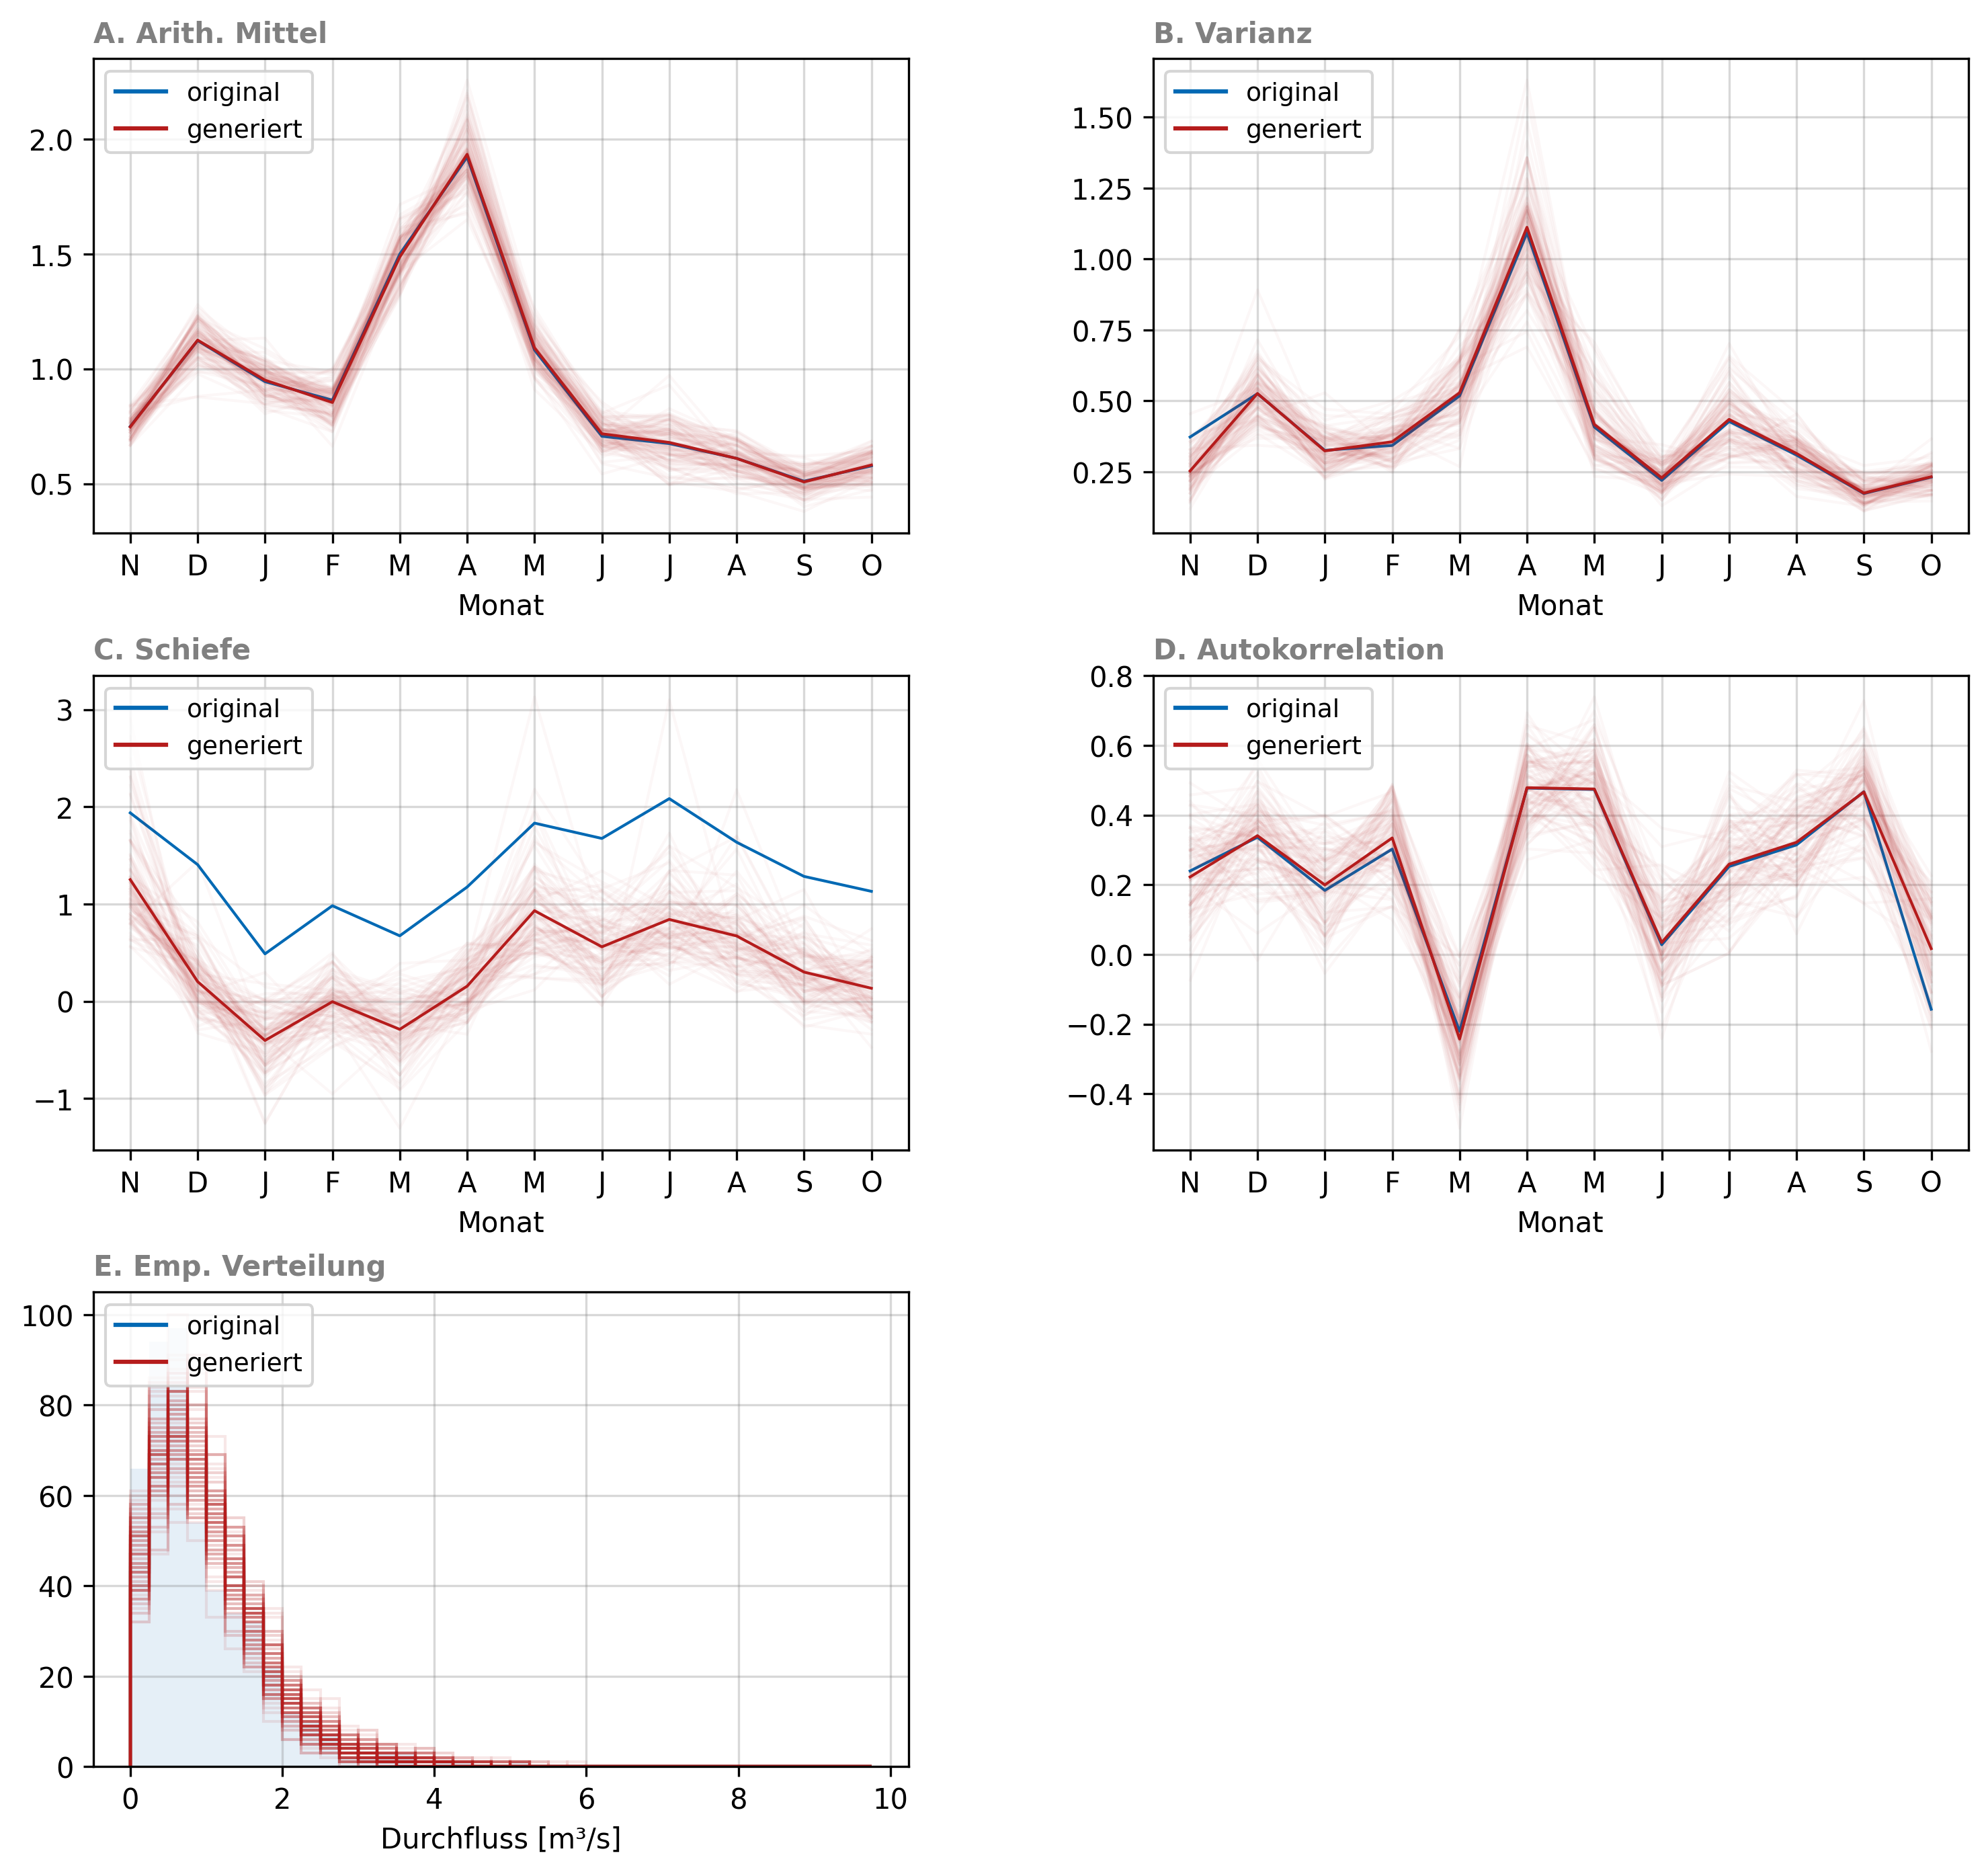 A. Arith. Mittel
original
generiert
2.0
1.5
1.0
0.5
N D J F M A M J J A S O
Monat
B. Varianz
original
generiert
1.50
1.25
1.00
0.75
0.50
0.25
N D J F M A M J J A S O
Monat
C. Schiefe
original
generiert
3
2
1
0
−1
N D J F M A M J J A S O
Monat
D. Autokorrelation
original
generiert
0.8
0.6
0.4
0.2
0.0
−0.2
−0.4
N D J F M A M J J A S O
Monat
E. Emp. Verteilung
original
generiert
100
80
60
40
20
0
0 2 4 6 8 10
Durchfluss [m³/s]